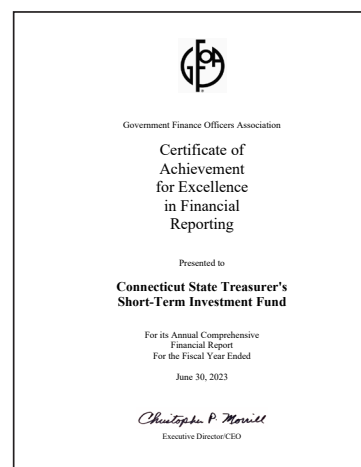 GFOA
Government Finance Officers Association
Certificate of
Achievement
for Excellence
in Financial
Reporting
Presented to
Connecticut State Treasurer's
Short-Term Investment Fund
For its Annual Comprehensive
Financial Report
For the Fiscal Year Ended
June 30, 2023
Christopher P. Morrill
Executive Director/CEO